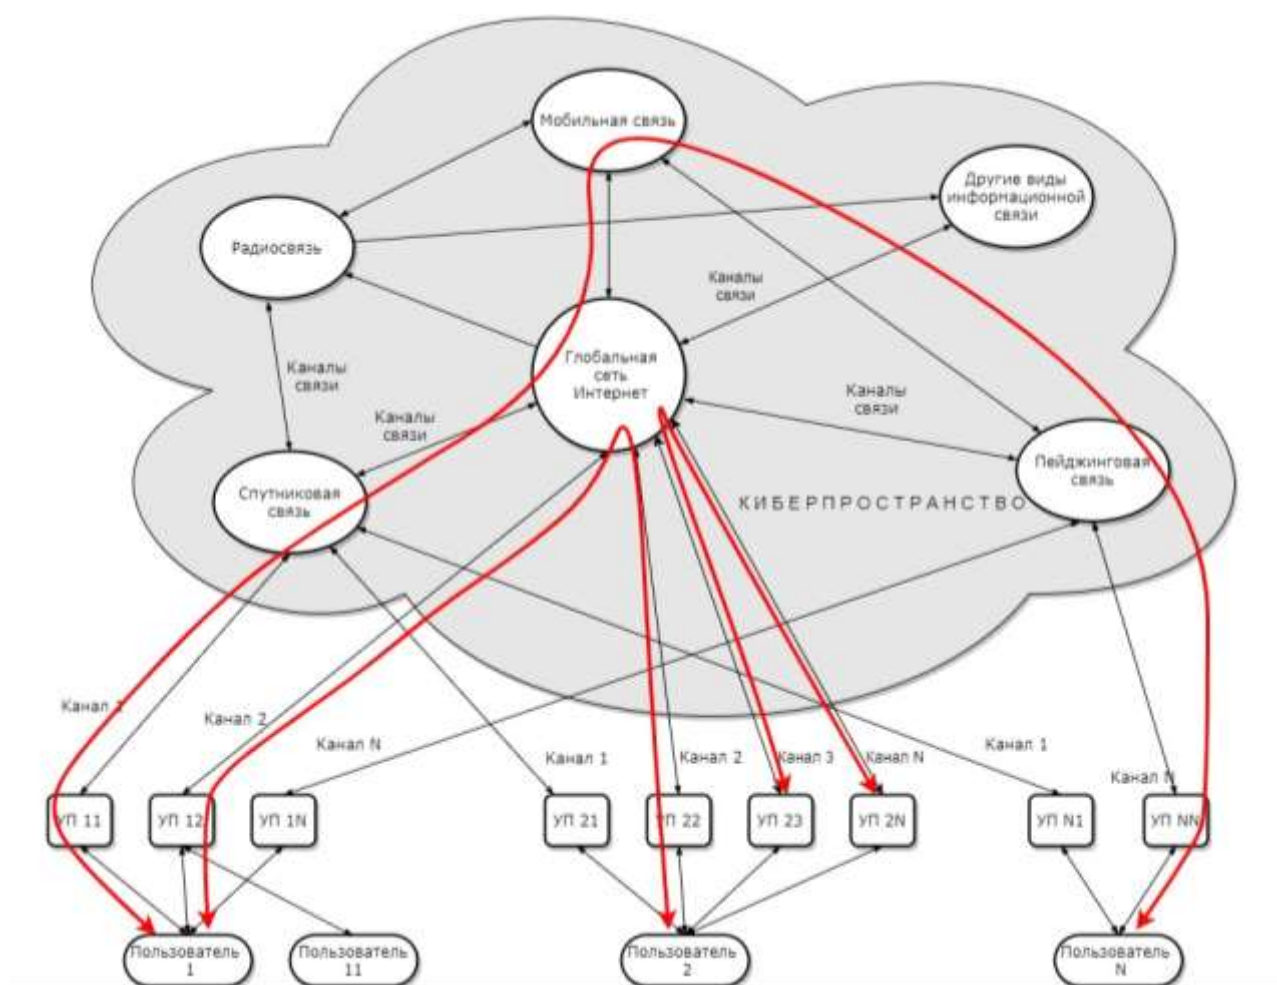 Мобильная связь
Другие виды
информационной
связи
Радиосвязь
Каналы
связи
Глобальная
сеть
Интернет
Каналы
связи
Каналы
связи
Каналы
связи
Пейджинговая
связь
Спутниковая
связь
КИБЕРПРОСТРАНСТВО
Канал 1
Канал 2
Канал N
Канал 1
Канал 2
Канал 3
Канал N
Канал 1
Канал N
УП 11
УП 12
УП 1N
УП 21
УП 22
УП 23
УП 2N
УП N1
УП NN
Пользователь
1
Пользователь
11
Пользователь
2
Пользователь
N